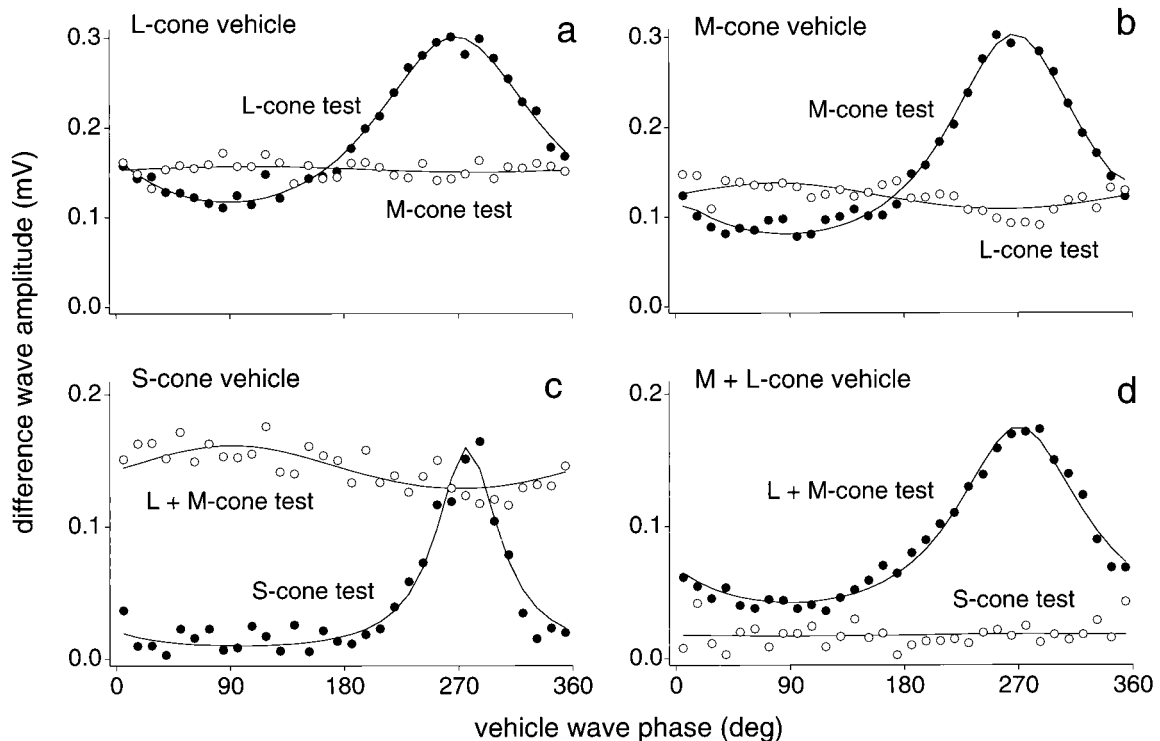 L-cone vehicle
a
0.3
L-cone test
0.2
M-cone test
0.1
0.0
M-cone vehicle
b
0.3
M-cone test
0.2
0.1
L-cone test
0.0
difference wave amplitude (mV)
S-cone vehicle
c
0.2
L + M-cone test
0.1
S-cone test
0.0
0 90 180 270 360
M + L-cone vehicle
d
0.2
L + M-cone test
0.1
S-cone test
0.0
0 90 180 270 360
vehicle wave phase (deg)